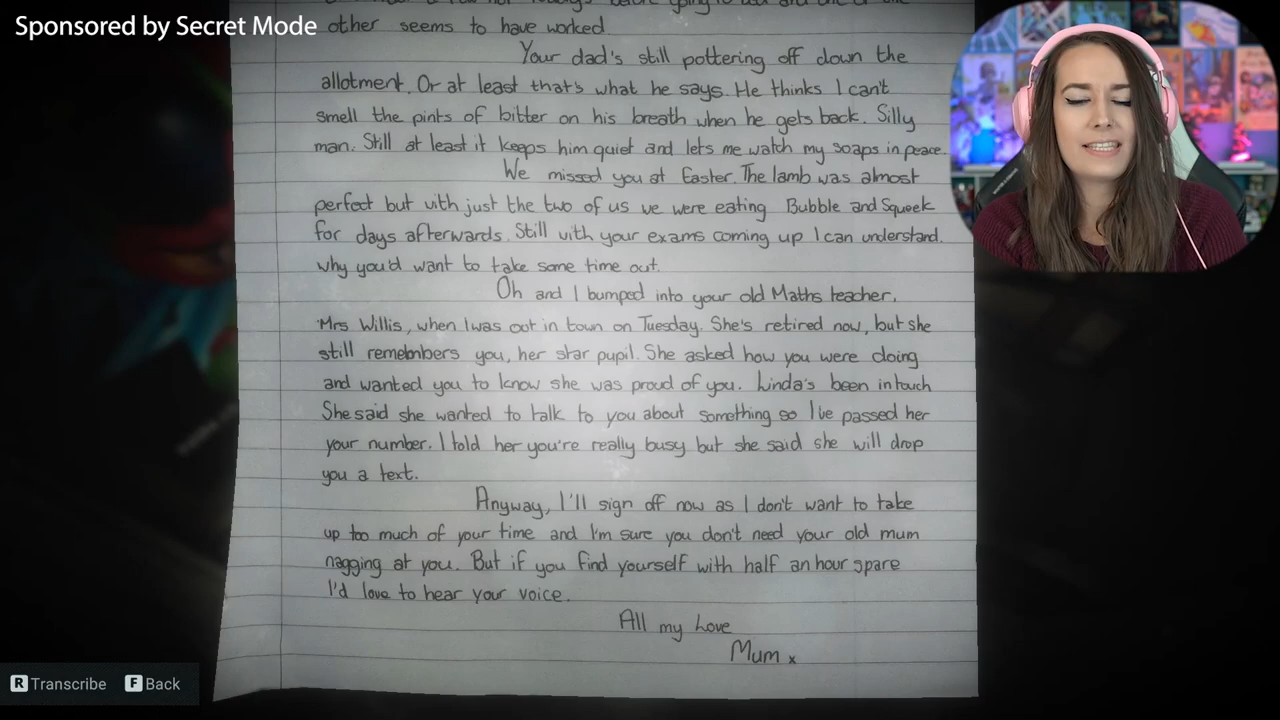 Sponsored by Secret Mode
other seems to have worked
Your dad's still pottering off down the
allotment. Or at least that's what he says. He thinks I can't
smell the pints of bitter on his breath when he gets back. Silly
man. Still at least it keeps him quiet and lets me watch my soaps in peace.
We missed you at Easter. The lamb was almost
perfect but with just the two of us we were eating Bubble and Squeek
for days afterwards. Still with your exams coming up I can understand.
why you'd want to take some time out.
Oh and I bumped into your old Maths teacher,
Mrs Willis, when I was oot in town on Tuesday. She's retired now, but she
still remembers you, her star pupil. She asked how you were doing
and wanted you to know she was proud of you. Linda's been in touch
She said she wanted to talk to you about something so I've passed her
your number. I told her you're really busy but she said she will drop
you a text.
Anyway, I'll sign off now as I don't want to take
up too much of your time and I'm sure you don't need your old mum
nagging at you. But if you find yourself with half an hour spare
I'd love to hear your voice.
All my Love
Mum x
R Transcribe F Back